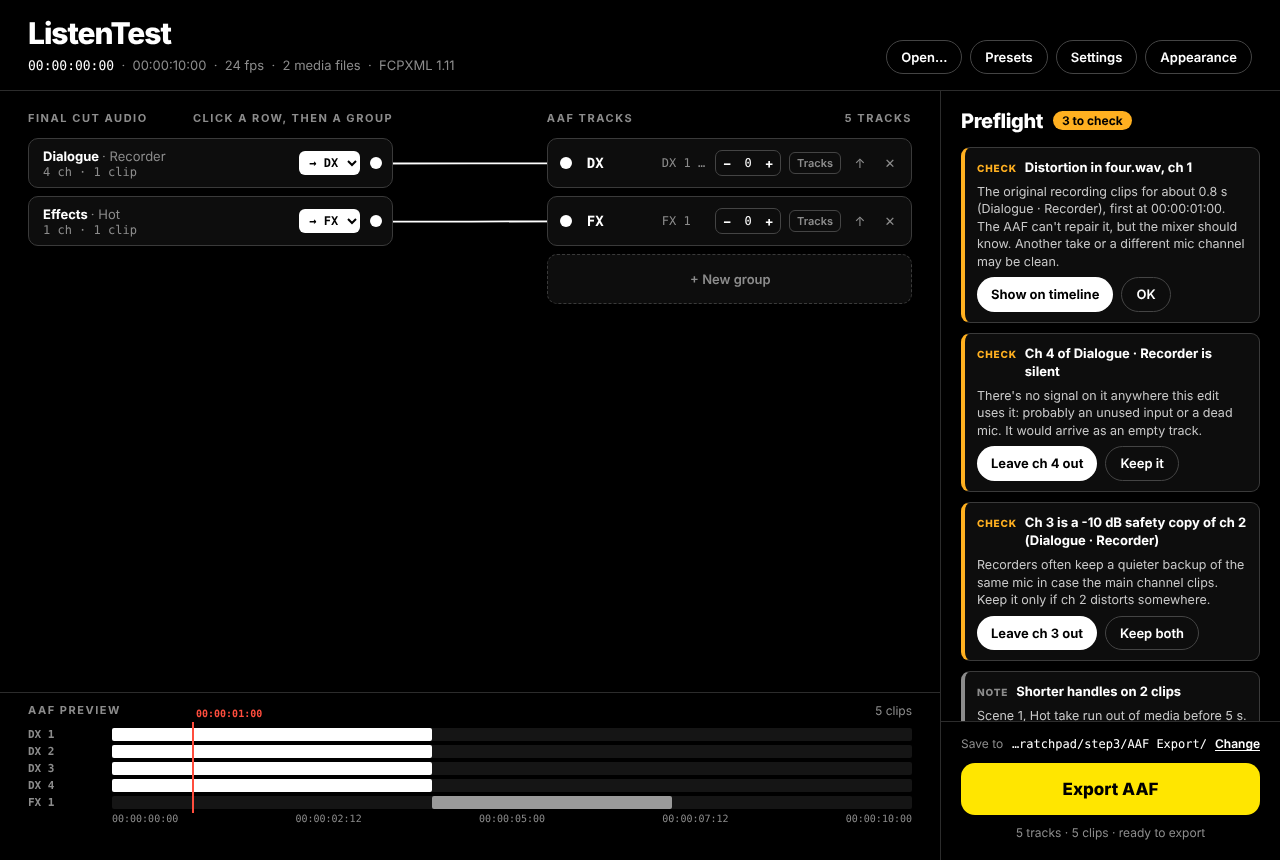 ListenTest
00:00:00:00 · 00:00:10:00 · 24 fps · 2 media files · FCPXML 1.11
Open… Presets Settings Appearance
FINAL CUT AUDIO CLICK A ROW, THEN A GROUP
Dialogue · Recorder
4 ch · 1 clip
→ DX
Effects · Hot
1 ch · 1 clip
→ FX
AAF TRACKS 5 TRACKS
DX DX 1 … − 0 + Tracks ↑ ×
FX FX 1 − 0 + Tracks ↑ ×
+ New group
Preflight 3 to check
CHECK Distortion in four.wav, ch 1
The original recording clips for about 0.8 s
(Dialogue · Recorder), first at 00:00:01:00.
The AAF can't repair it, but the mixer should
know. Another take or a different mic channel
may be clean.
Show on timeline OK
CHECK Ch 4 of Dialogue · Recorder is
silent
There's no signal on it anywhere this edit
uses it: probably an unused input or a dead
mic. It would arrive as an empty track.
Leave ch 4 out Keep it
CHECK Ch 3 is a -10 dB safety copy of ch 2
(Dialogue · Recorder)
Recorders often keep a quieter backup of the
same mic in case the main channel clips.
Keep it only if ch 2 distorts somewhere.
Leave ch 3 out Keep both
NOTE Shorter handles on 2 clips
Scene 1, Hot take run out of media before 5 s.
AAF PREVIEW 00:00:01:00 5 clips
DX 1
DX 2
DX 3
DX 4
FX 1
00:00:00:00 00:00:02:12 00:00:05:00 00:00:07:12 00:00:10:00
Save to …ratchpad/step3/AAF Export/ Change
Export AAF
5 tracks · 5 clips · ready to export